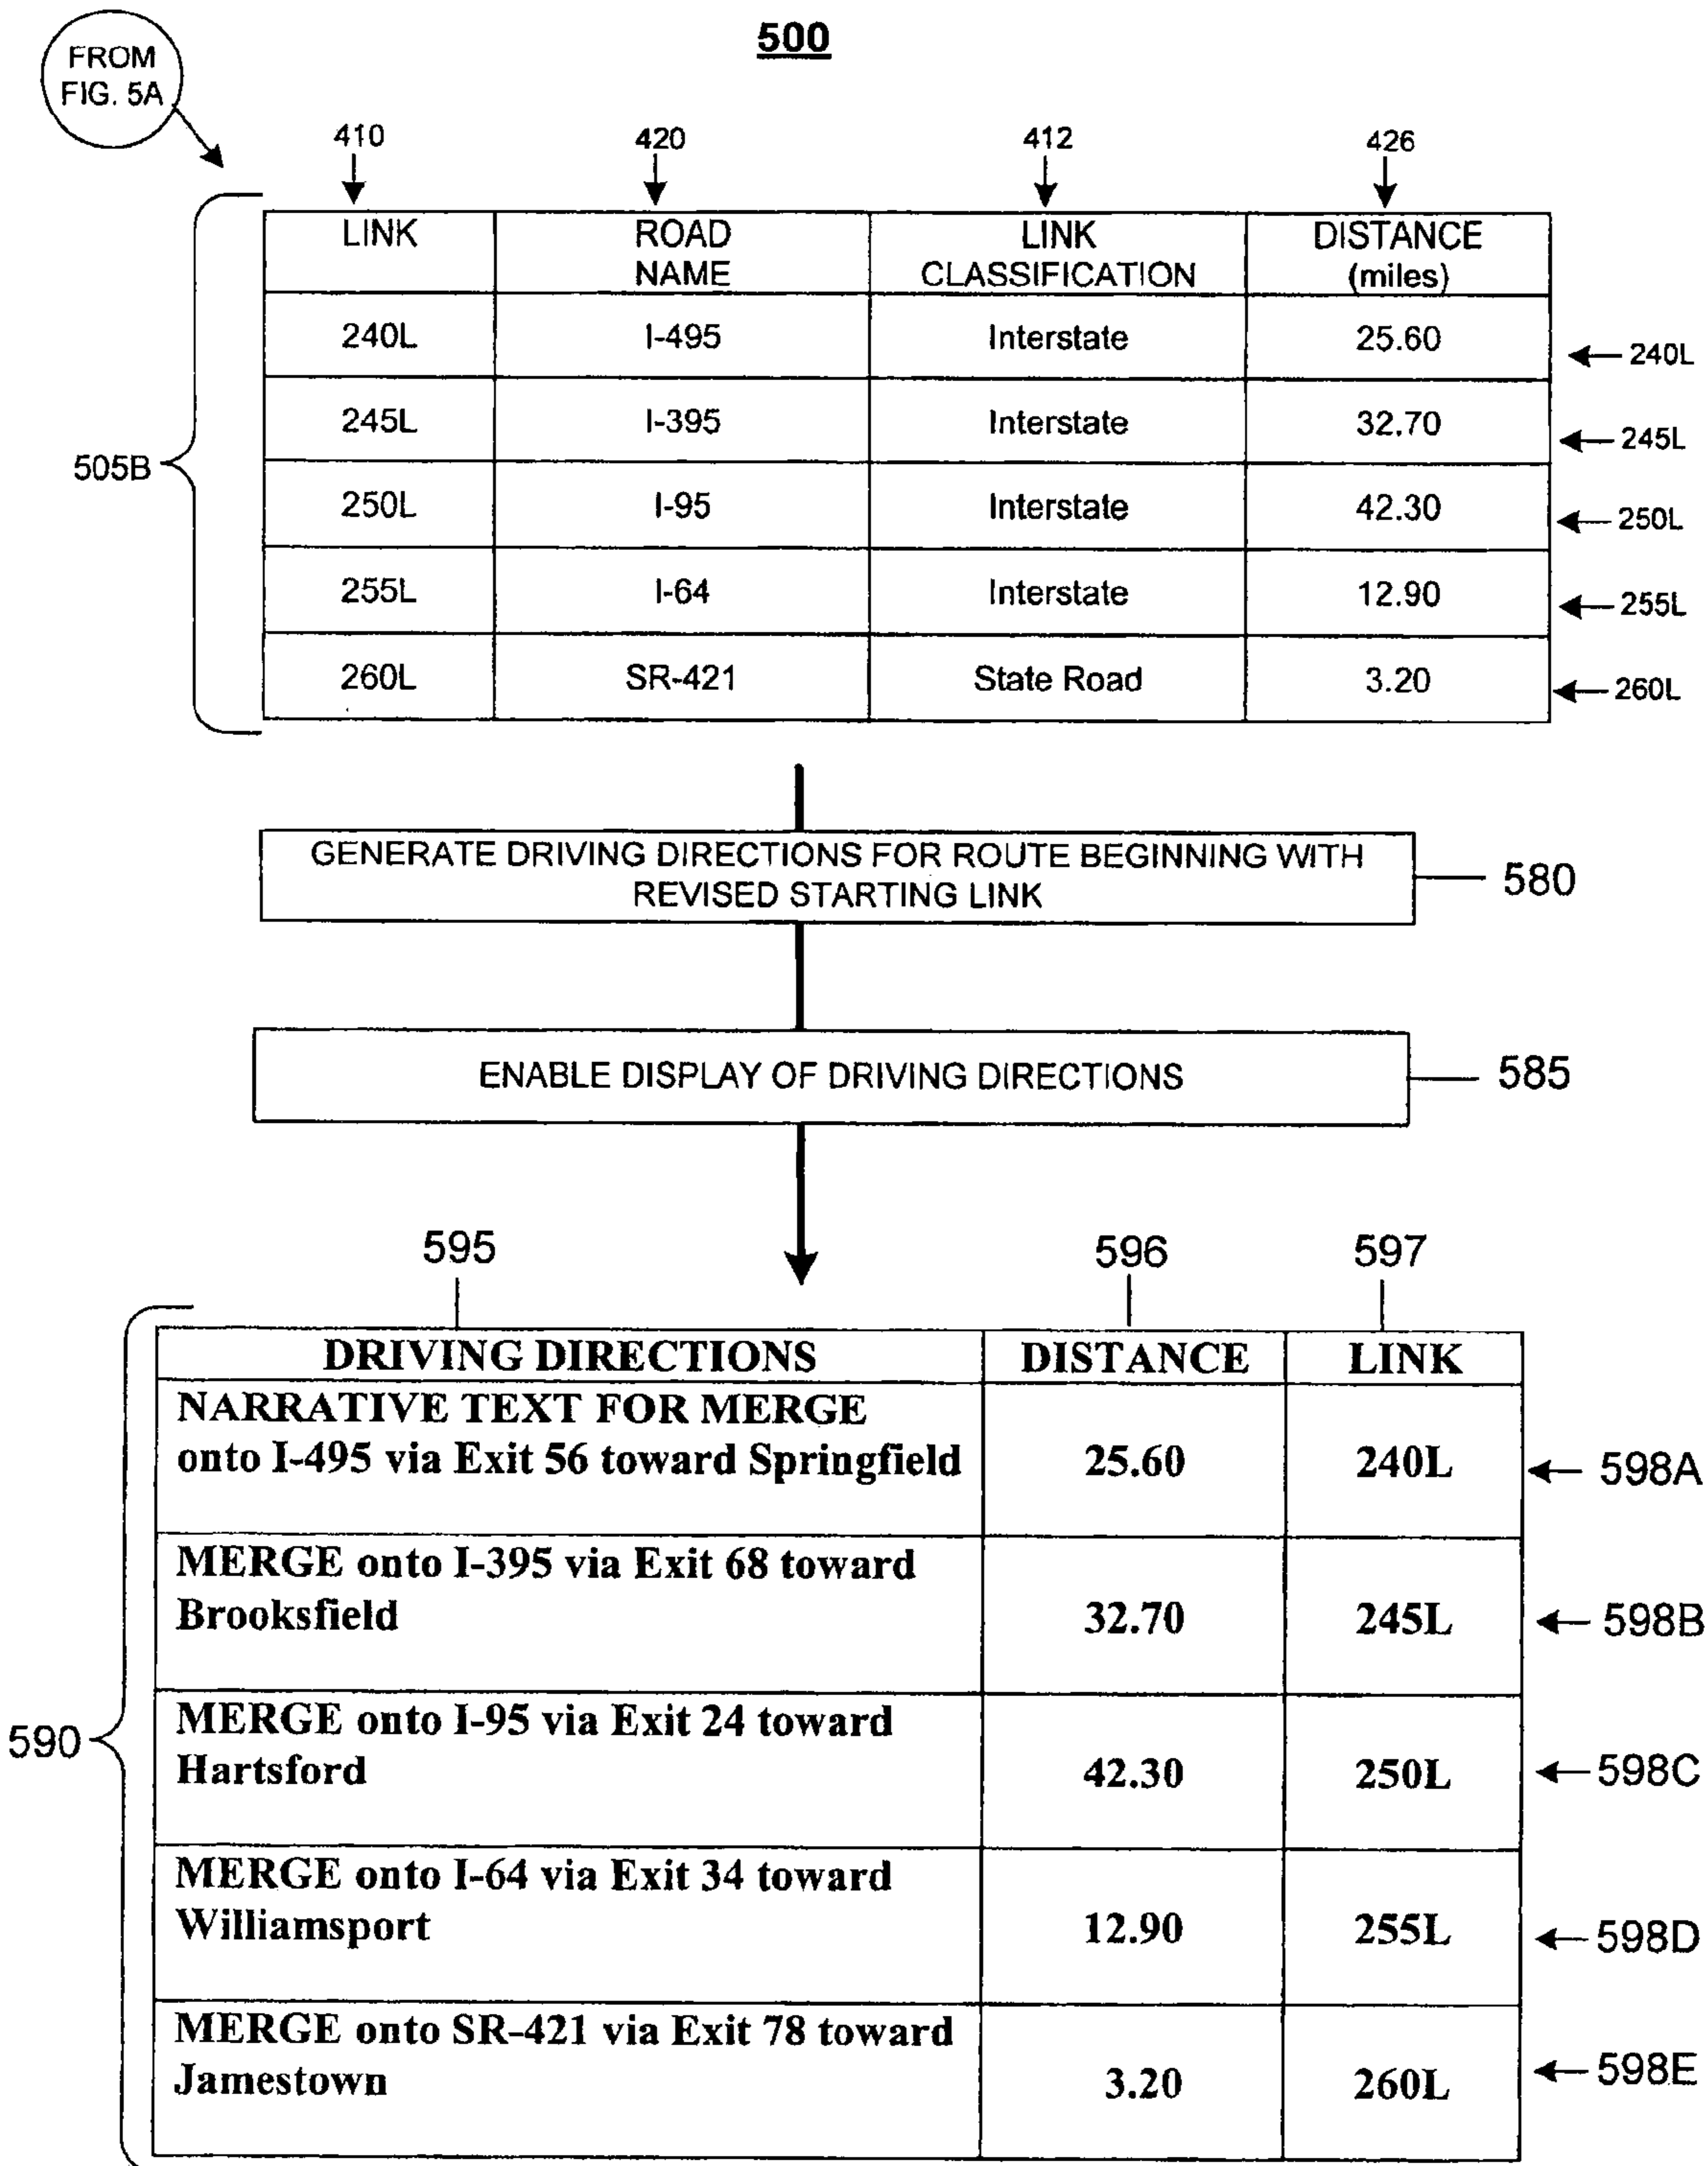 500
FROM
FIG. 5A
410 420 412 426
LINK ROAD LINK DISTANCE
NAME CLASSIFICATION (miles)
240L I-495 Interstate 25.60 240L
245L I-395 Interstate 32.70 245L
505B
250L I-95 Interstate 42.30 250L
255L I-64 Interstate 12.90 255L
260L SR-421 State Road 3.20 260L
GENERATE DRIVING DIRECTIONS FOR ROUTE BEGINNING WITH
REVISED STARTING LINK
580
ENABLE DISPLAY OF DRIVING DIRECTIONS 585
595 596 597
DRIVING DIRECTIONS DISTANCE LINK
NARRATIVE TEXT FOR MERGE
onto I-495 via Exit 56 toward Springfield 25.60 240L 598A
MERGE onto I-395 via Exit 68 toward
Brooksfield 32.70 245L 598B
MERGE onto I-95 via Exit 24 toward
590
Hartsford 42.30 250L 598C
MERGE onto I-64 via Exit 34 toward
Williamsport 12.90 255L 598D
MERGE onto SR-421 via Exit 78 toward
Jamestown 3.20 260L 598E